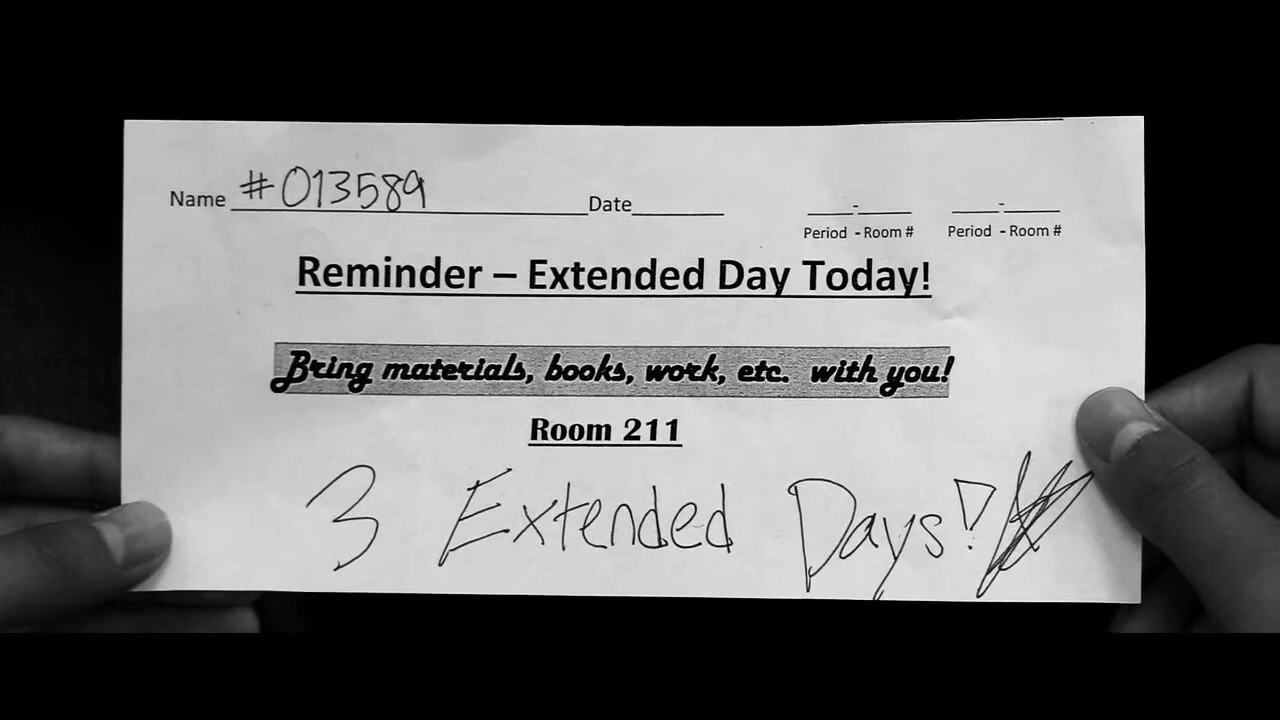 Name #013589 Date
Period - Room # Period - Room #
Reminder – Extended Day Today!
Bring materials, books, work, etc. with you!
Room 211
3 Extended Days!